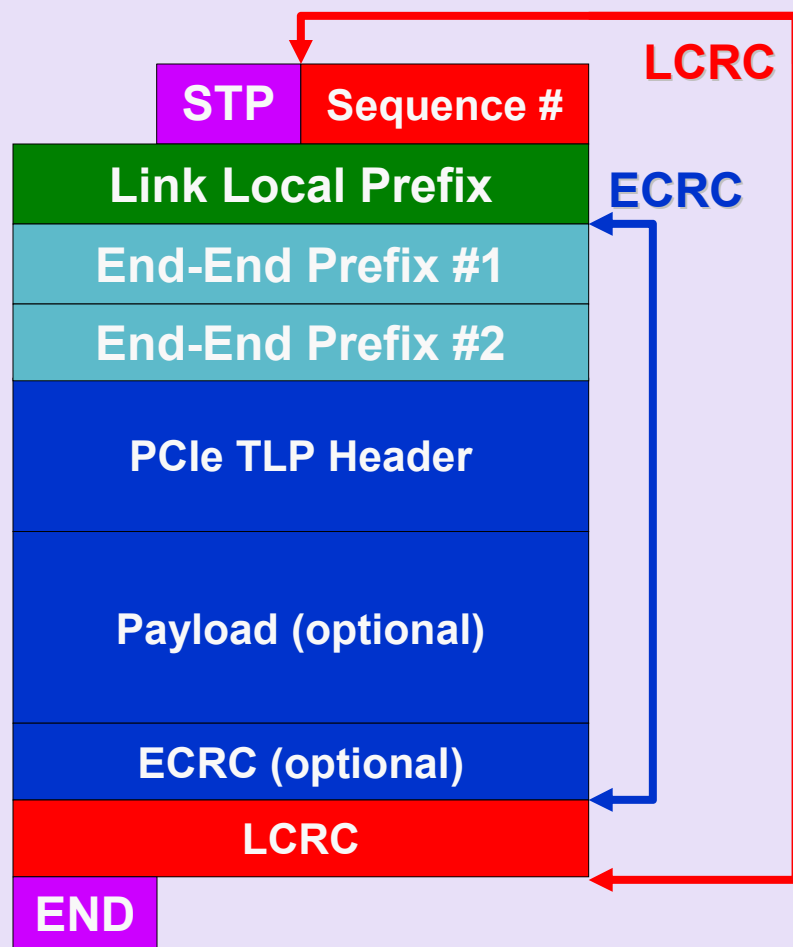 LCRC
STP
Sequence #
Link Local Prefix
ECRC
End-End Prefix #1
End-End Prefix #2
PCIe TLP Header
Payload (optional)
ECRC (optional)
LCRC
END